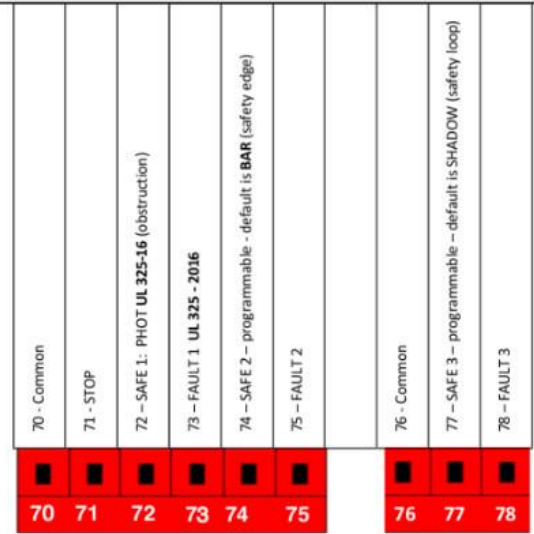 70 - Common
71 - STOP
72 – SAFE 1: PHOT UL 325-16 (obstruction)
73 – FAULT 1 UL 325 - 2016
74 – SAFE 2 – programmable - default is BAR (safety edge)
75 – FAULT 2
76 - Common
77 – SAFE 3 – programmable – default is SHADOW (safety loop)
78 – FAULT 3
70 71 72 73 74 75 76 77 78